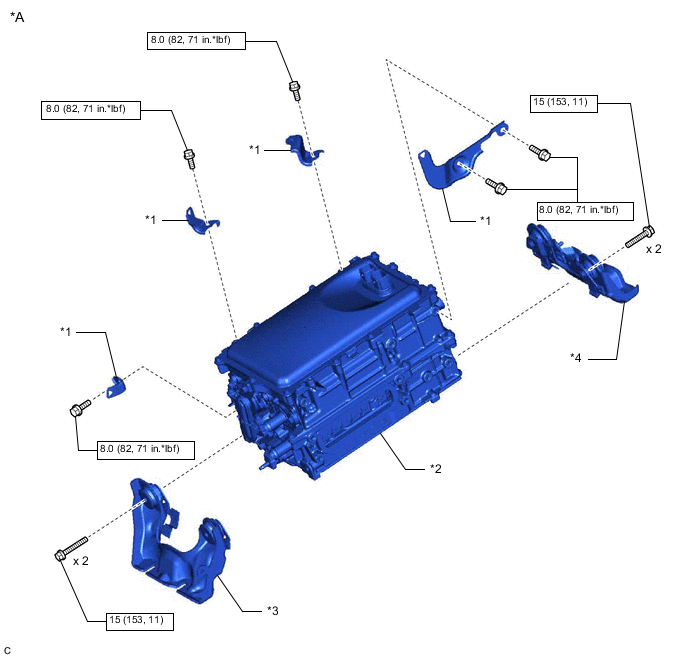 *A
8.0 (82, 71 in.*lbf)
8.0 (82, 71 in.*lbf)
15 (153, 11)
*1
*1
*1
8.0 (82, 71 in.*lbf)
x 2
*1
*4
8.0 (82, 71 in.*lbf)
*2
x 2
*3
15 (153, 11)
C